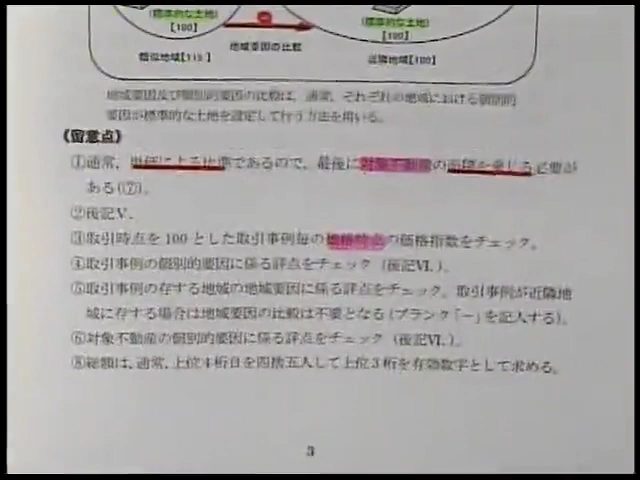 (標準的な土地)
(標準的な土地)
[100]
[100]
地域要因の比較
類似地域[115]
近隣地域[100]
地域要因及び個別的要因の比較は、通常、それぞれの地域における個別的
要因が標準的な土地を設定して行う方法を用いる。
《留意点》
①通常、単価による比準であるので、最後に対象不動産の面積を乗じる必要が
ある(⑦)。
②後記Ⅴ.
③取引時点を100とした取引事例毎の価格時点の価格指数をチェック。
④取引事例の個別的要因に係る評点をチェック(後記Ⅵ.)。
⑤取引事例の存する地域の地域要因に係る評点をチェック。取引事例が近隣地
域に存する場合は地域要因の比較は不要となる(ブランク「−」を記入する)。
⑥対象不動産の個別的要因に係る評点をチェック(後記Ⅵ.)。
⑧総額は、通常、上位4桁目を四捨五入して上位3桁を有効数字として求める。
3